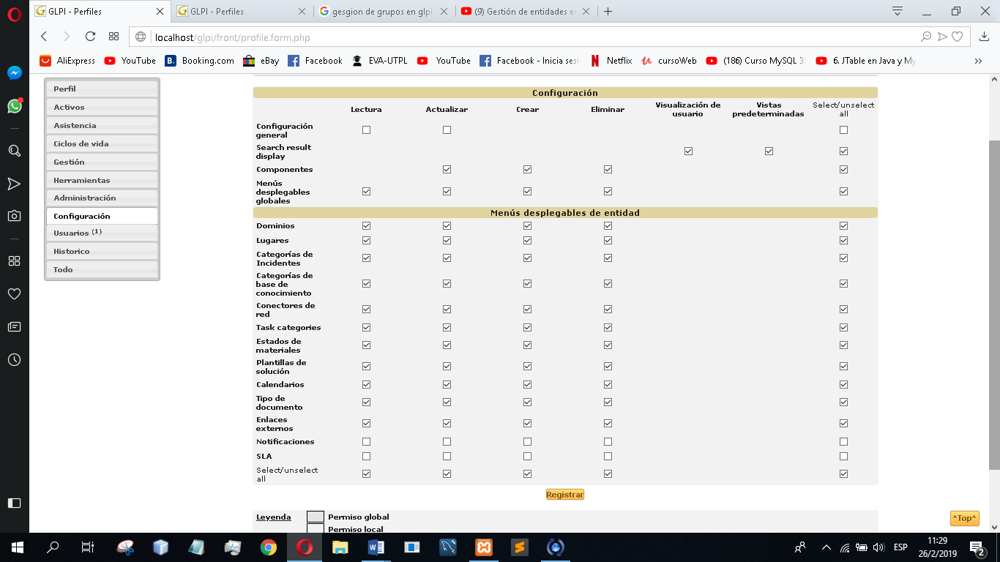 GLPI - Perfiles
GLPI - Perfiles
gesgion de grupos en glpi
(9) Gestión de entidades en
localhost/glpi/front/profile.form.php
AliExpress
YouTube
Booking.com
eBay
Facebook
EVA-UTPL
YouTube
Facebook - Inicia sesi
Netflix
cursoWeb
(186) Curso MySQL 3
6. JTable en Java y My
Perfil
Activos
Asistencia
Ciclos de vida
Gestión
Herramientas
Administración
Configuración
Usuarios (1)
Historico
Todo
Configuración
Lectura Actualizar Crear Eliminar Visualización de usuario Vistas predeterminadas Select/unselect all
Configuración
general
Search result
display
Componentes
Menús
desplegables
globales
Menús desplegables de entidad
Dominios
Lugares
Categorías de
Incidentes
Categorías de
base de
conocimiento
Conectores de
red
Task categories
Estados de
materiales
Plantillas de
solución
Calendarios
Tipo de
documento
Enlaces
externos
Notificaciones
SLA
Select/unselect
all
Registrar
Leyenda Permiso global
Permiso local
^Top^
ESP
11:29
26/2/2019
2